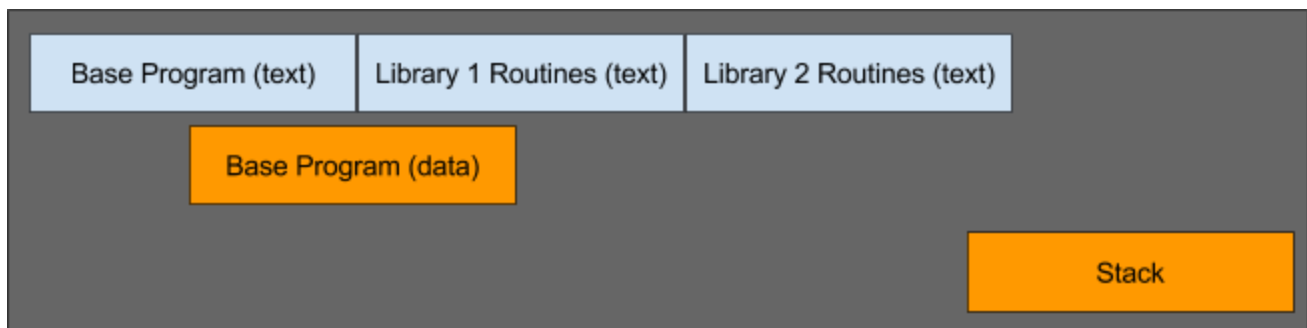 Base Program (text)
Library 1 Routines (text)
Library 2 Routines (text)
Base Program (data)
Stack